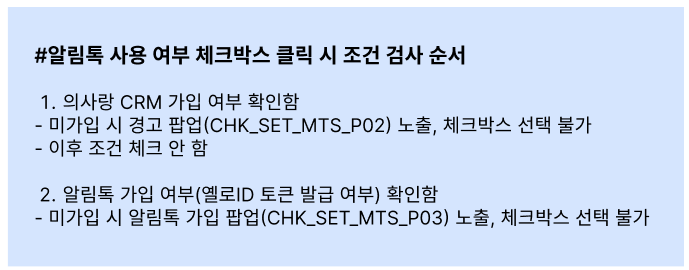 #알림톡 사용 여부 체크박스 클릭 시 조건 검사 순서
1. 의사랑 CRM 가입 여부 확인함
- 미가입 시 경고 팝업(CHK_SET_MTS_P02) 노출, 체크박스 선택 불가
- 이후 조건 체크 안 함
2. 알림톡 가입 여부(옐로ID 토큰 발급 여부) 확인함
- 미가입 시 알림톡 가입 팝업(CHK_SET_MTS_P03) 노출, 체크박스 선택 불가